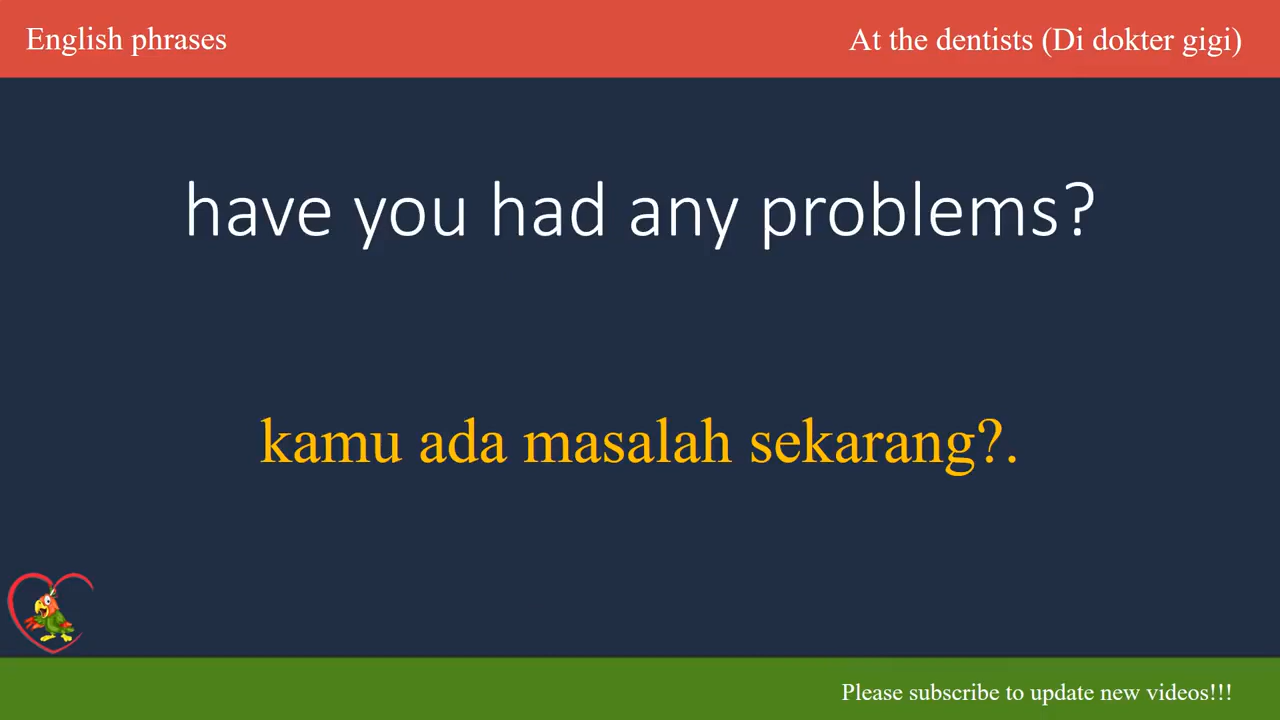 English phrases
At the dentists (Di dokter gigi)
have you had any problems?
kamu ada masalah sekarang?.
Please subscribe to update new videos!!!